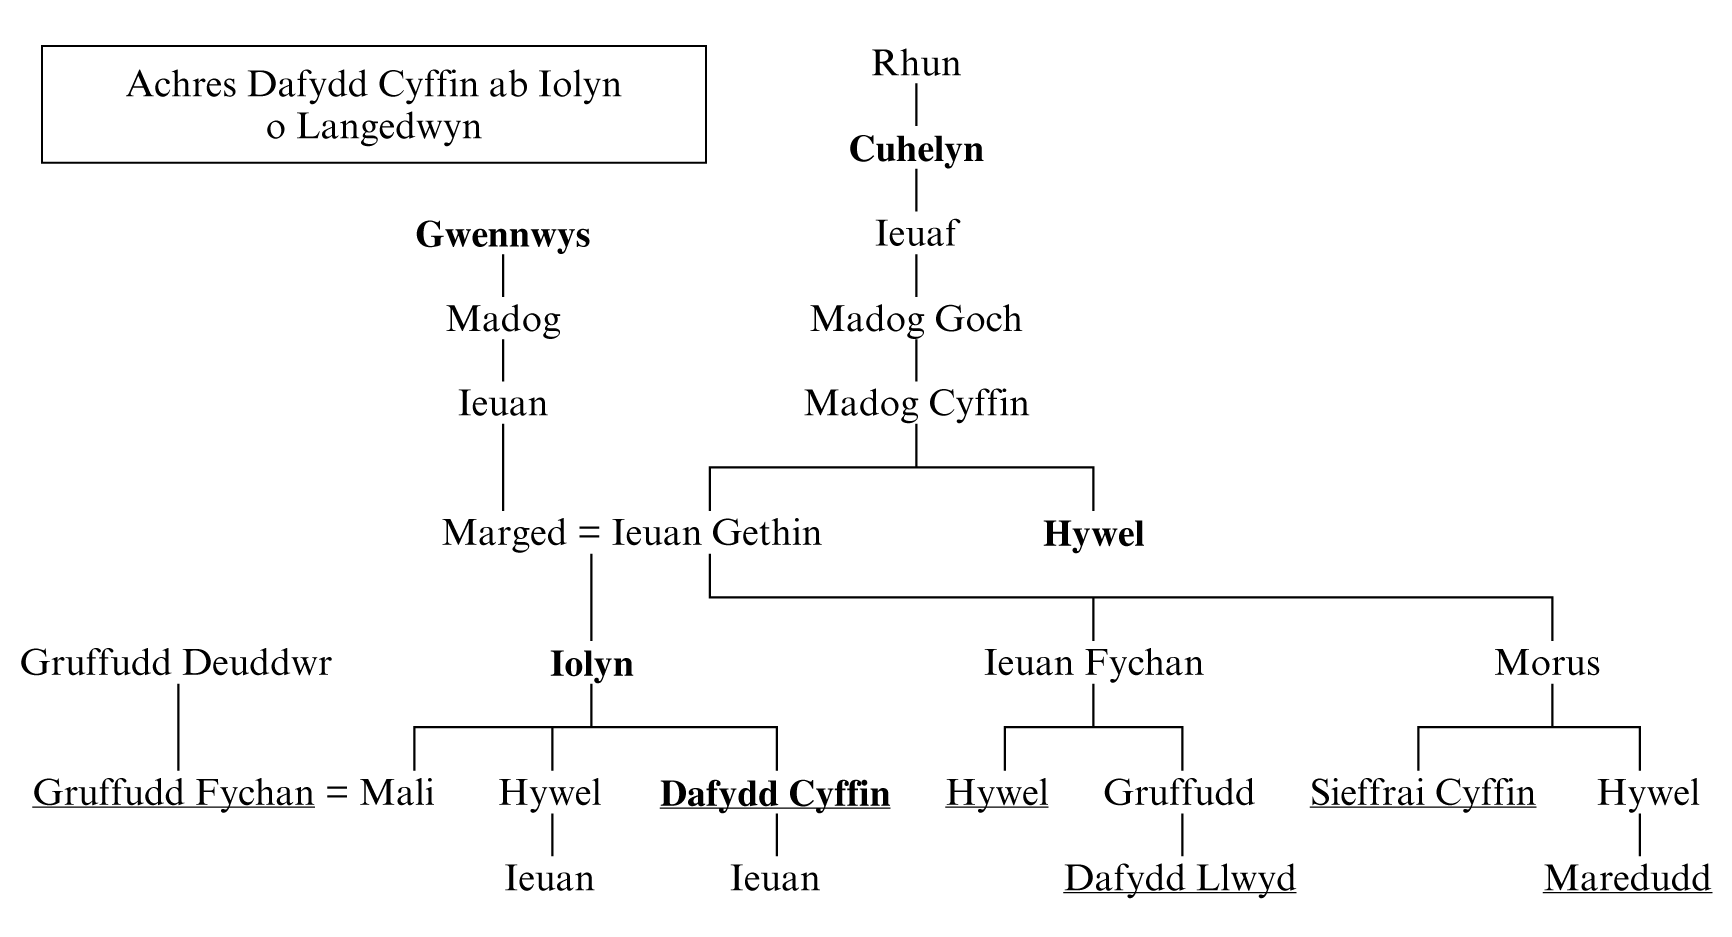 Achres Dafydd Cyffin ab Iolyn
o Langedwyn
Rhun
Cuhelyn
Gwennwys
Ieuaf
Madog
Madog Goch
Ieuan
Madog Cyffin
Marged = Ieuan Gethin
Hywel
Gruffudd Deuddwr
Iolyn
Ieuan Fychan
Morus
Gruffudd Fychan = Mali
Hywel
Dafydd Cyffin
Hywel
Gruffudd
Sieffrai Cyffin
Hywel
Ieuan
Ieuan
Dafydd Llwyd
Maredudd